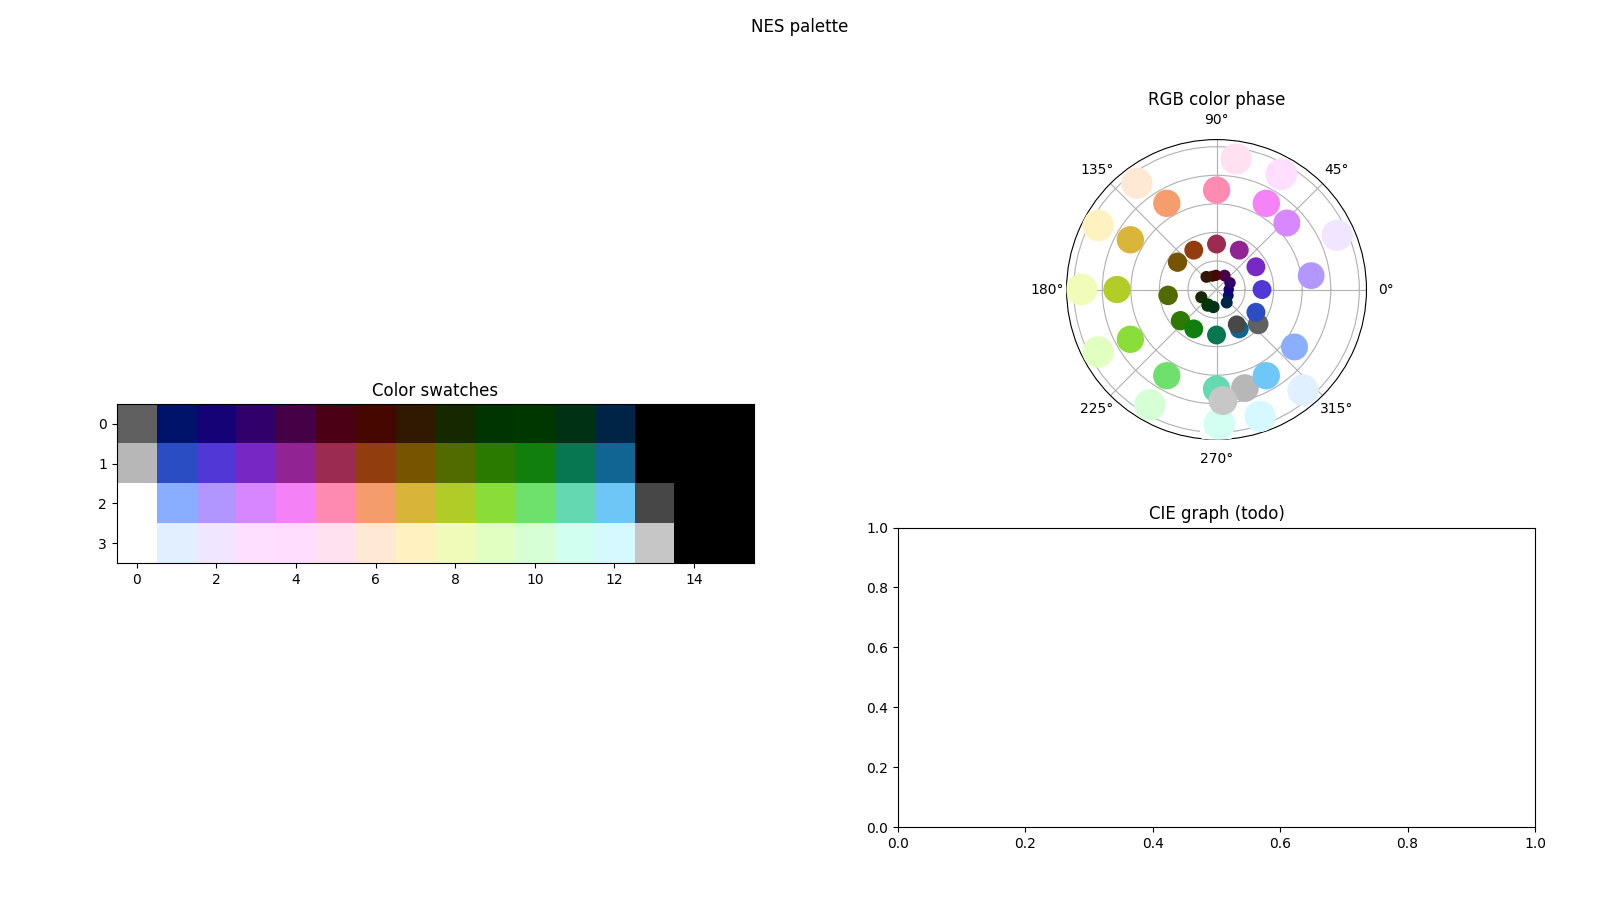 NES palette
RGB color phase
90°
135° 45°
180° 0°
225° 315°
270°
Color swatches
0
1
2
3
0 2 4 6 8 10 12 14
CIE graph (todo)
1.0
0.8
0.6
0.4
0.2
0.0
0.0 0.2 0.4 0.6 0.8 1.0